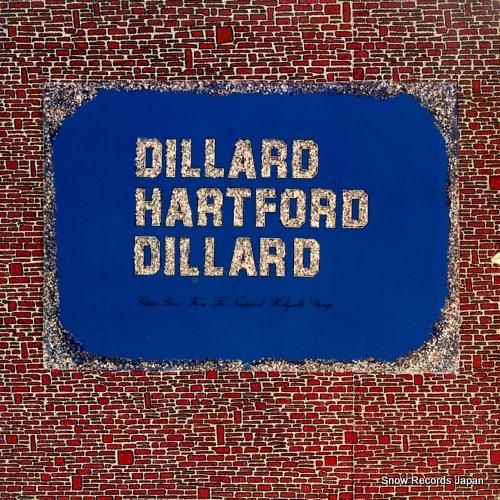 DILLARD
HARTFORD
DILLARD
Glitter Grass From The Nashwood Hollyville Strings
Snow Records Japan